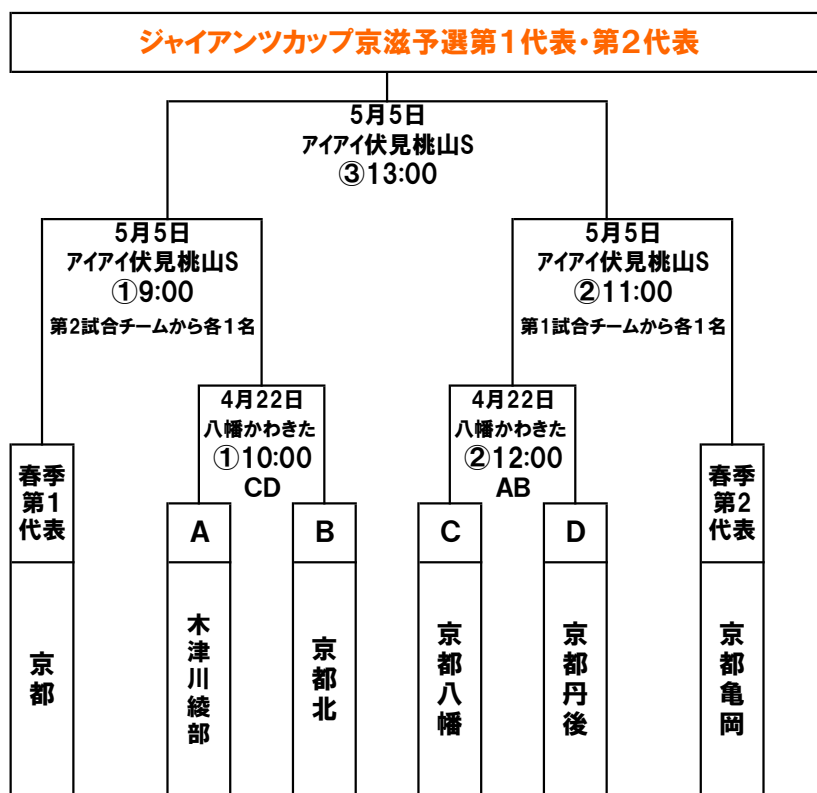 ジャイアンツカップ京滋予選第1代表・第2代表
5月5日
アイアイ伏見桃山S
③13:00
5月5日
アイアイ伏見桃山S
①9:00
第2試合チームから各1名
5月5日
アイアイ伏見桃山S
②11:00
第1試合チームから各1名
4月22日
八幡かわきた
①10:00
CD
4月22日
八幡かわきた
②12:00
AB
春季
第1
代表
A
B
C
D
春季
第2
代表
京都
木津川綾部
京都北
京都八幡
京都丹後
京都亀岡